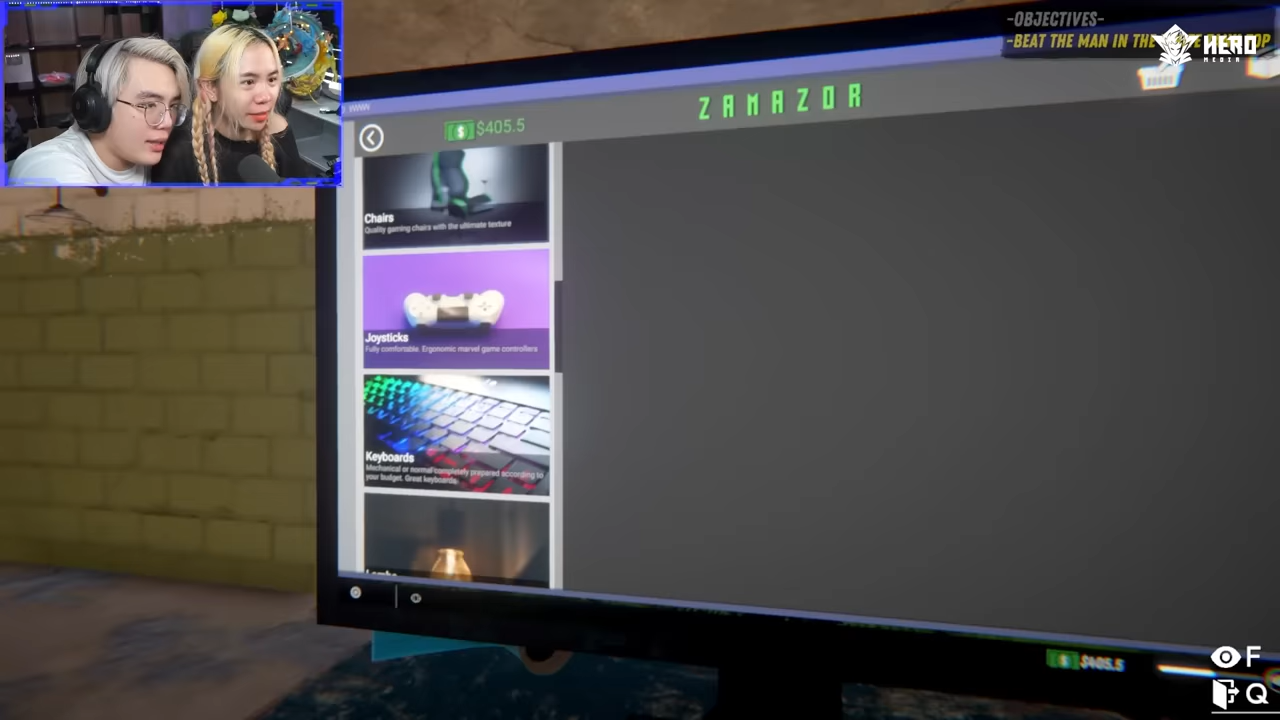 -OBJECTIVES-
-BEAT THE MAN IN THE
HERO
MEDIA
WWW
$405.5
ZAMAZOR
Chairs
Quality gaming chairs with the ultimate texture
Joysticks
Fully comfortable. Ergonomic marvel game controllers
Keyboards
Mechanical or normal completely prepared according to
your budget. Great keyboards.
$405.5
F
Q